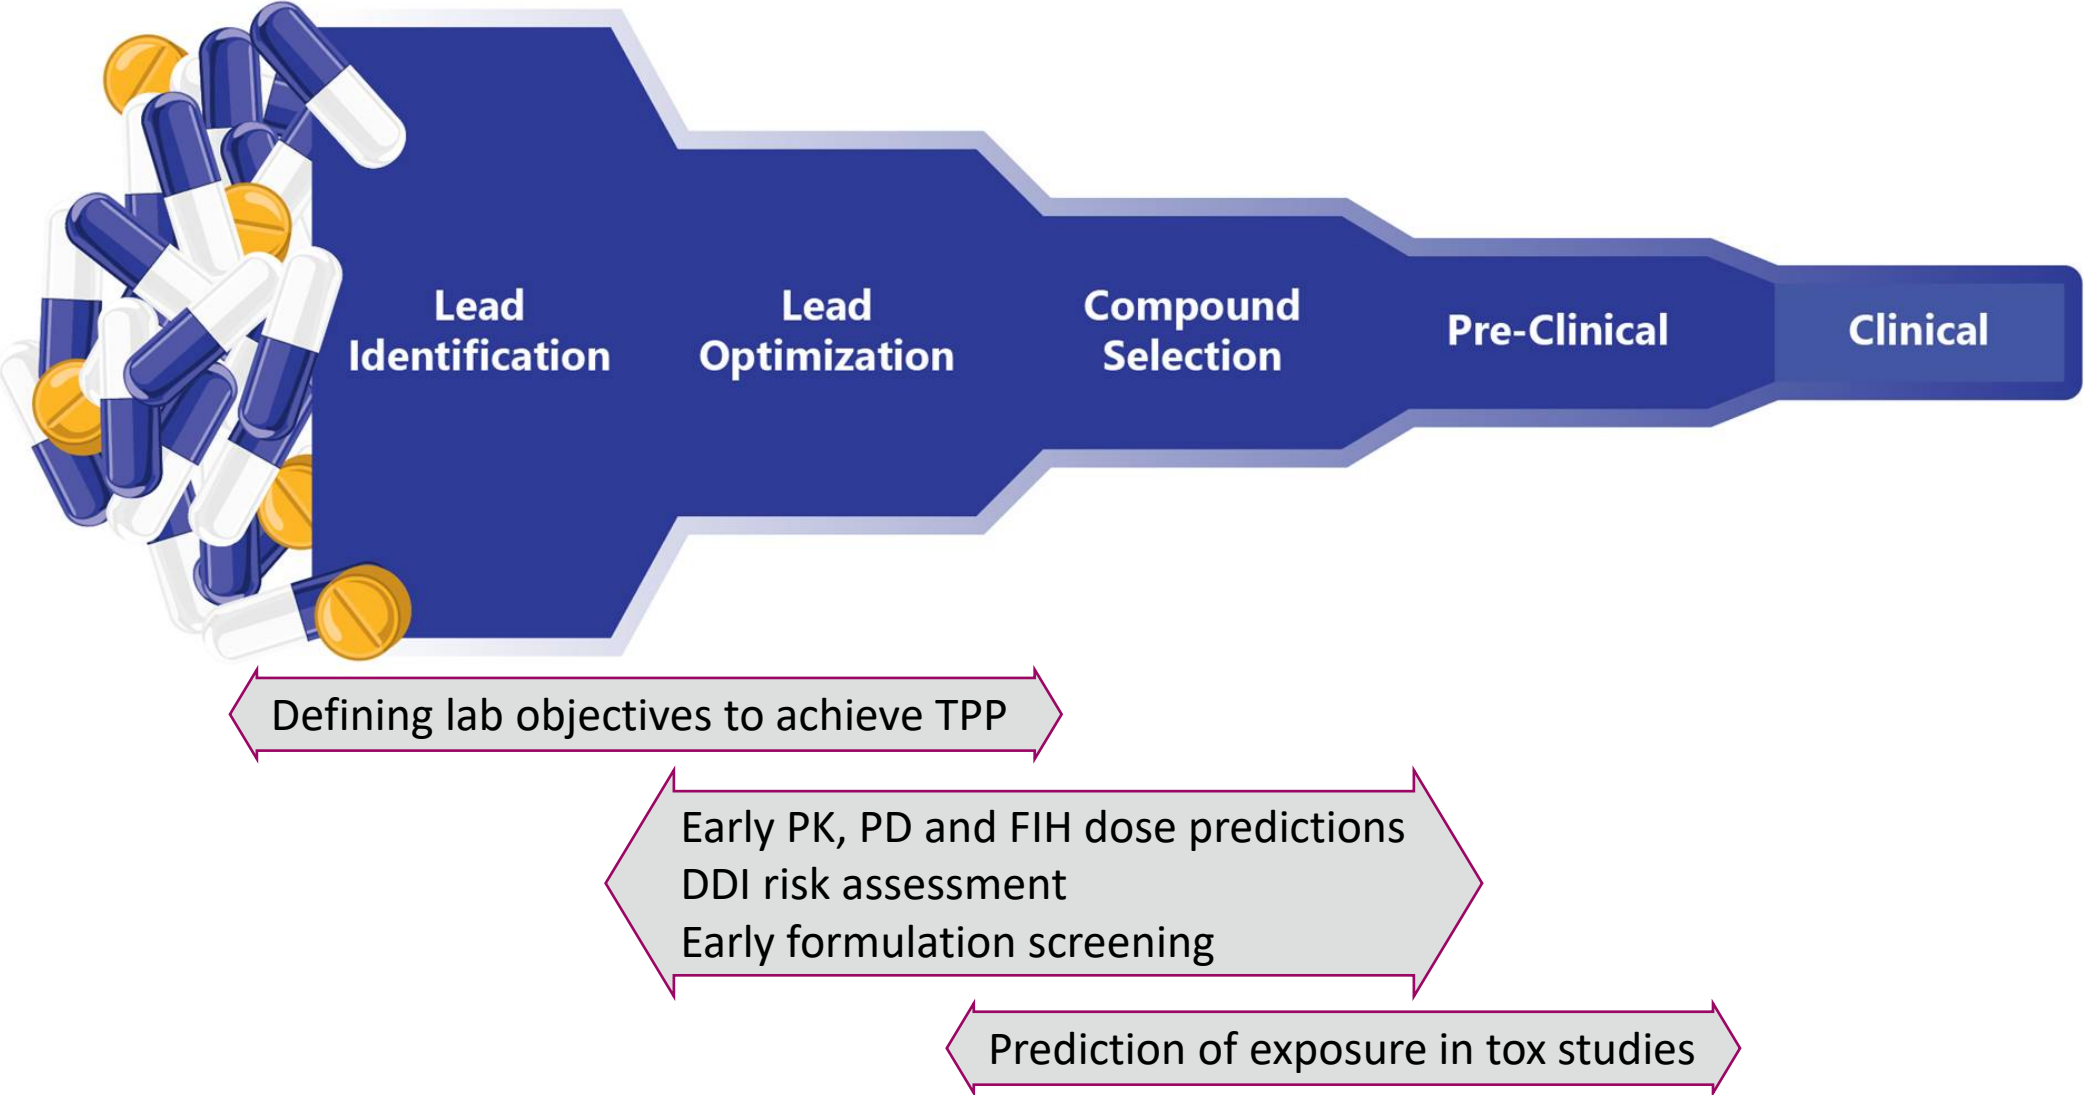 Lead
Identification
Lead
Optimization
Compound
Selection
Pre-Clinical
Clinical
Defining lab objectives to achieve TPP
Early PK, PD and FIH dose predictions
DDI risk assessment
Early formulation screening
Prediction of exposure in tox studies